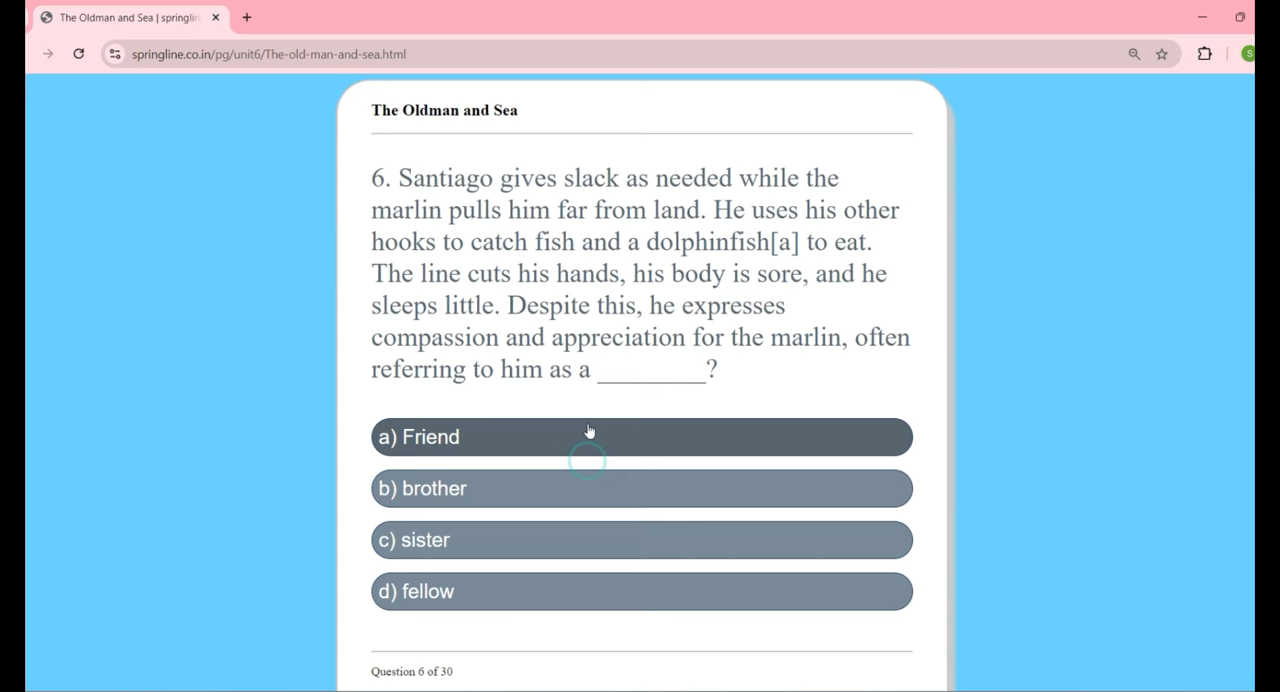 The Oldman and Sea | springlin
springline.co.in/pg/unit6/The-old-man-and-sea.html
S
The Oldman and Sea
6. Santiago gives slack as needed while the
marlin pulls him far from land. He uses his other
hooks to catch fish and a dolphinfish[a] to eat.
The line cuts his hands, his body is sore, and he
sleeps little. Despite this, he expresses
compassion and appreciation for the marlin, often
referring to him as a ________?
a) Friend
b) brother
c) sister
d) fellow
Question 6 of 30